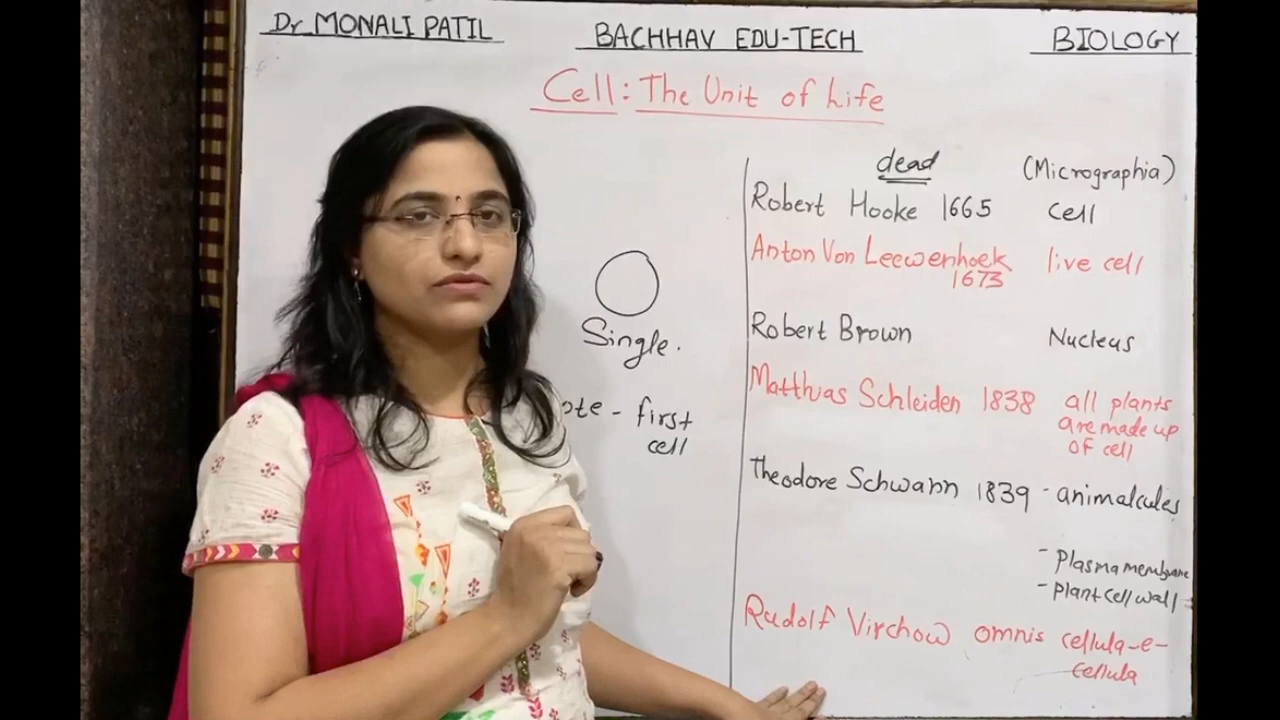 Dr MONALI PATIL
BACHHAV EDU-TECH
BIOLOGY
Cell : The Unit of Life
Single.
- first
cell
dead (Micrographia)
Robert Hooke 1665 cell
Anton Von Leewenhoek live cell
1673
Robert Brown Nucleus
Matthias Schleiden 1838 all plants
are made up
of cell
Theodore Schwann 1839 - animalcules
- Plasma membrane
- plant cell wall
Rudolf Virchow omnis cellula-e-
cellula